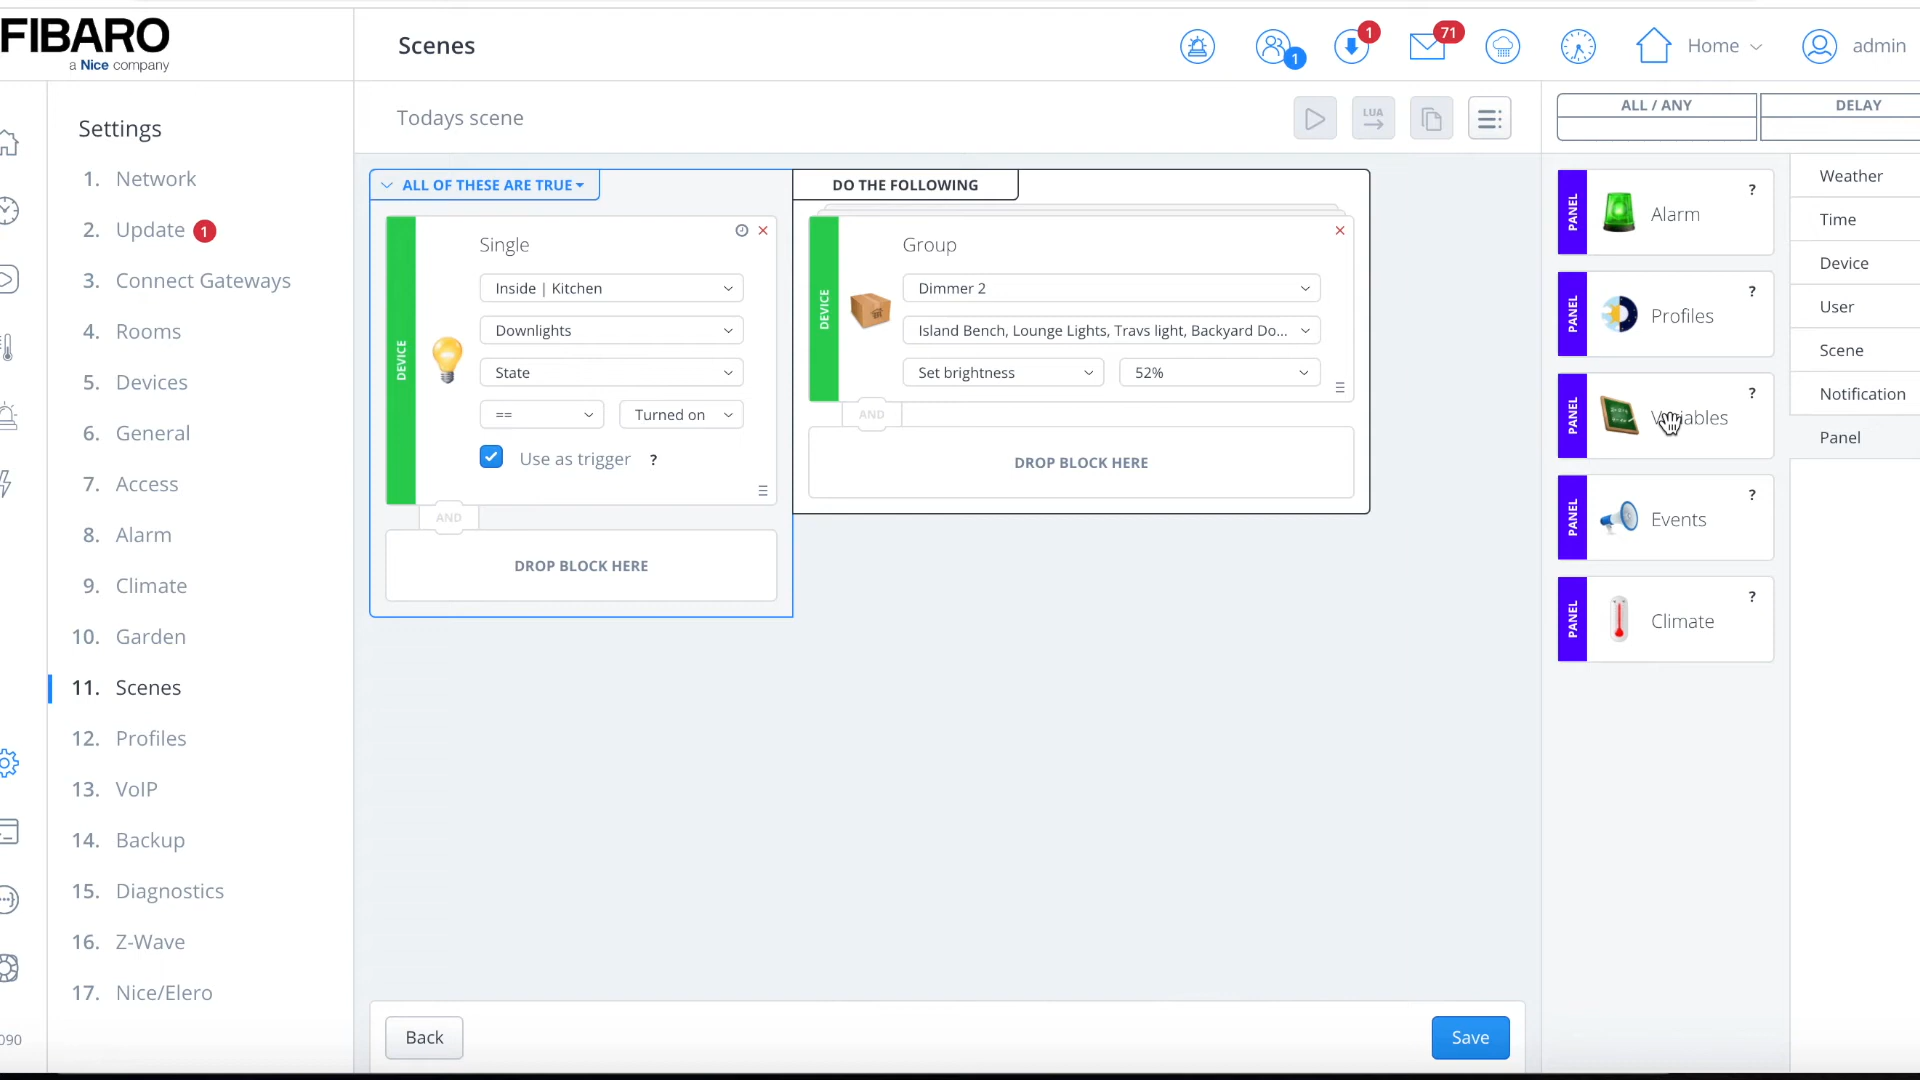 FIBARO
a Nice company
Scenes
1
1
71
Home
admin
Settings
1. Network
2. Update 1
3. Connect Gateways
4. Rooms
5. Devices
6. General
7. Access
8. Alarm
9. Climate
10. Garden
11. Scenes
12. Profiles
13. VoIP
14. Backup
15. Diagnostics
16. Z-Wave
17. Nice/Elero
090
Todays scene
LUA
ALL OF THESE ARE TRUE
DEVICE
Single
Inside | Kitchen
Downlights
State
==
Turned on
Use as trigger ?
AND
DROP BLOCK HERE
DO THE FOLLOWING
DEVICE
Group
Dimmer 2
Island Bench, Lounge Lights, Travs light, Backyard Do...
Set brightness
52%
AND
DROP BLOCK HERE
Back
Save
ALL / ANY
DELAY
PANEL
Alarm
?
PANEL
Profiles
?
PANEL
Variables
?
PANEL
Events
?
PANEL
Climate
?
Weather
Time
Device
User
Scene
Notification
Panel